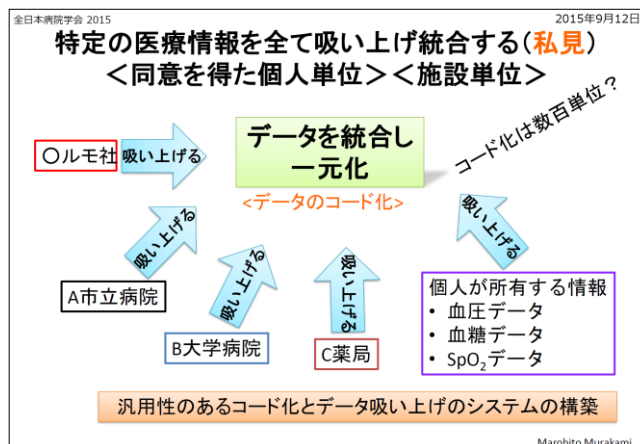 全日本病院学会 2015
2015年9月12日
特定の医療情報を全て吸い上げ統合する(私見)
<同意を得た個人単位><施設単位>
〇ルモ社
吸い上げる
データを統合し
一元化
コード化は数百単位？
<データのコード化>
吸い上げる
吸い上げる
吸い上げる
吸い上げる
A市立病院
B大学病院
C薬局
個人が所有する情報
• 血圧データ
• 血糖データ
• SpO₂データ
汎用性のあるコード化とデータ吸い上げのシステムの構築
Marohito Murakami